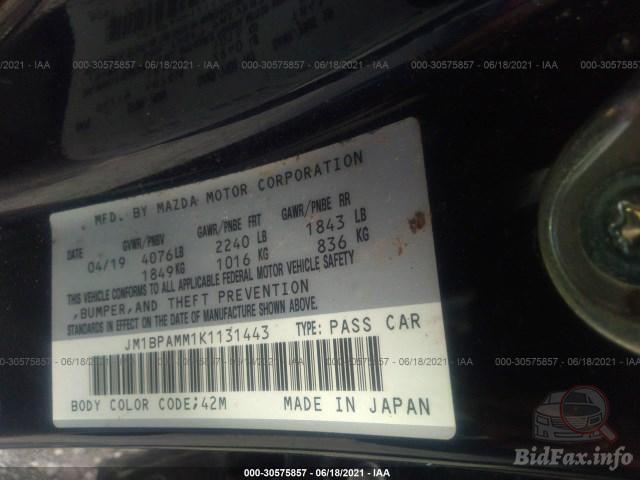 000-30575857 - 06/18/2021 - IAA
MFD. BY MAZDA MOTOR CORPORATION
DATE GVWR/PNBV GAWR/PNBE FRT GAWR/PNBE RR
04/19 4076LB 2240 LB 1843 LB
1849KG 1016 KG 836 KG
THIS VEHICLE CONFORMS TO ALL APPLICABLE FEDERAL MOTOR VEHICLE SAFETY
,BUMPER,AND THEFT PREVENTION
STANDARDS IN EFFECT ON THE DATE OF MANUFACTURE SHOWN ABOVE.
JM1BPAMM1K1131443 TYPE: PASS CAR
BODY COLOR CODE;42M MADE IN JAPAN
BidFax.info
000-30575857 - 06/18/2021 - IAA